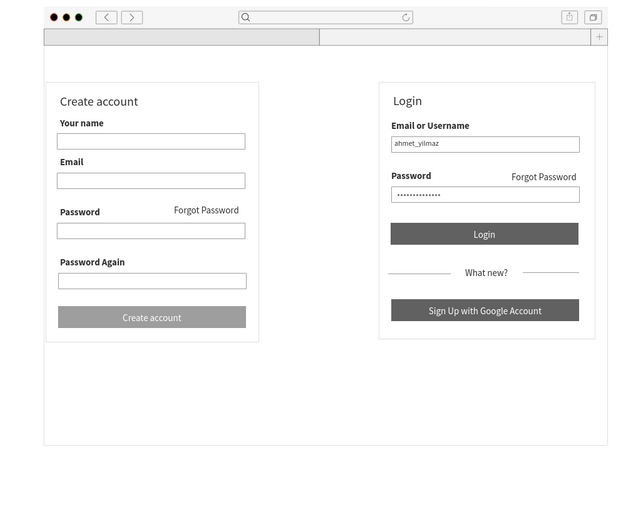 Create account
Your name
Email
Password
Forgot Password
Password Again
Create account
Login
Email or Username
ahmet_yilmaz
Password
Forgot Password
Login
What new?
Sign Up with Google Account